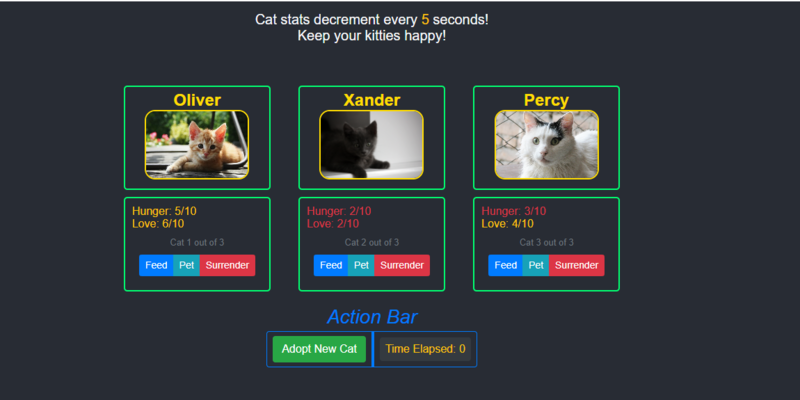 Cat stats decrement every 5 seconds!
Keep your kitties happy!
Oliver
Xander
Percy
Hunger: 5/10
Love: 6/10
Cat 1 out of 3
Feed
Pet
Surrender
Hunger: 2/10
Love: 2/10
Cat 2 out of 3
Feed
Pet
Surrender
Hunger: 3/10
Love: 4/10
Cat 3 out of 3
Feed
Pet
Surrender
Action Bar
Adopt New Cat
Time Elapsed: 0